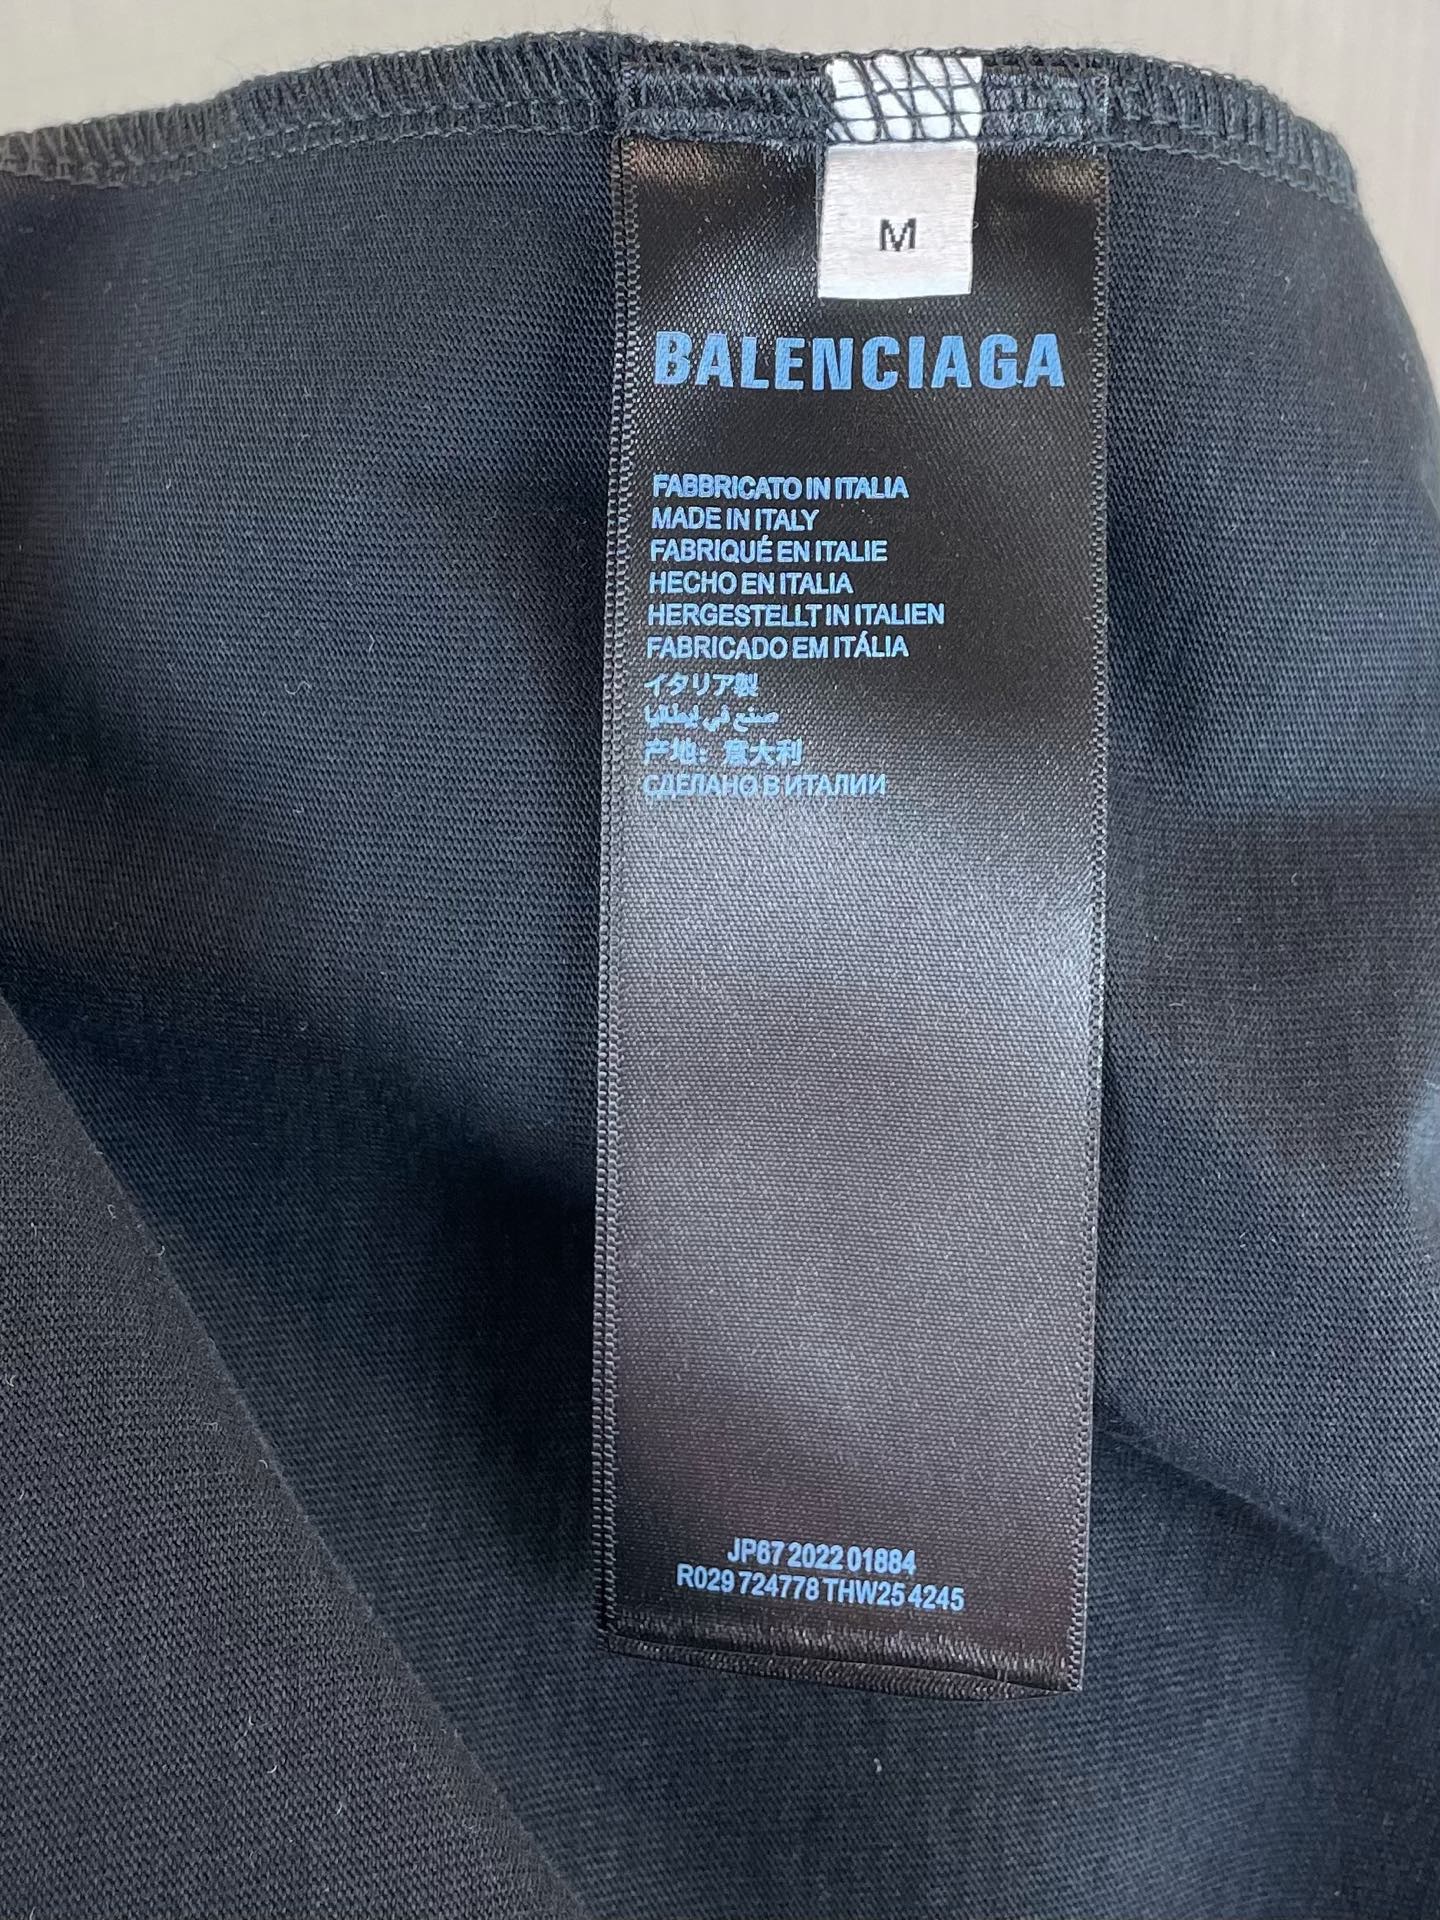 M
BALENCIAGA
FABBRICATO IN ITALIA
MADE IN ITALY
FABRIQUÉ EN ITALIE
HECHO EN ITALIA
HERGESTELLT IN ITALIEN
FABRICADO EM ITÁLIA
イタリア製
صنع في إيطاليا
产地：意大利
СДЕЛАНО В ИТАЛИИ
JP67 2022 01884
R029 724778 THW25 4245